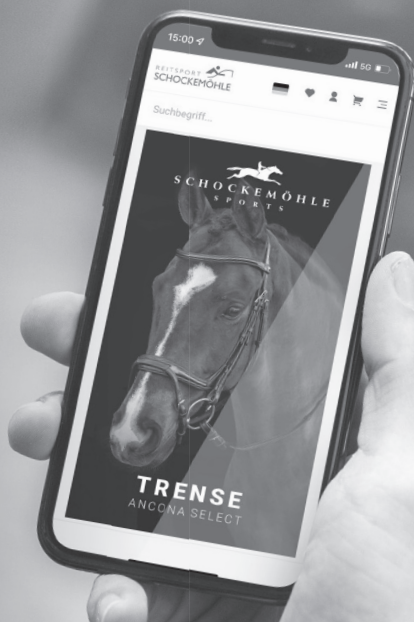 15:00
5G
REITSPORT
SCHOCKEMÖHLE
Suchbegriff...
SCHOCKEMÖHLE
SPORTS
TRENSE
ANCONA SELECT